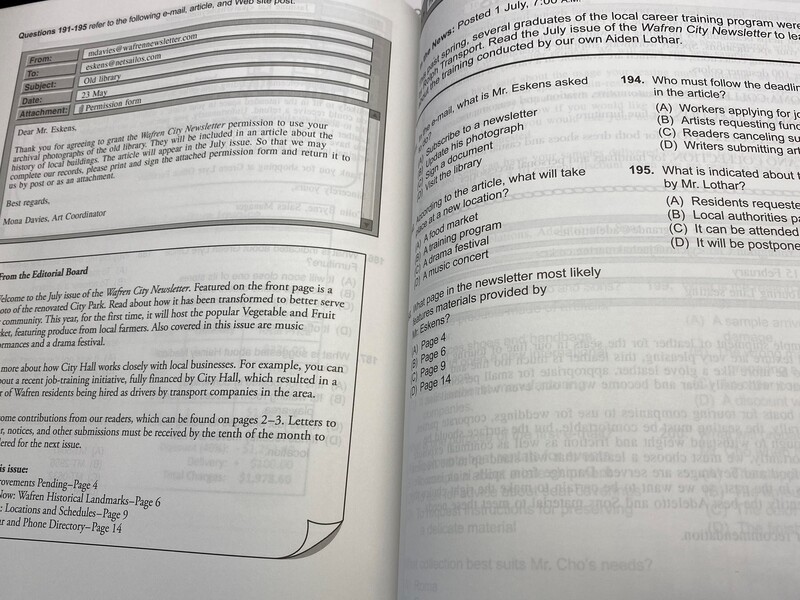 Questions 191-195 refer to the following e-mail, article, and Web site post.
From:
mdavies@wafrennewsletter.com
To:
eskens@netsailos.com
Subject:
Old library
Date:
23 May
Attachment:
Permission form
Dear Mr. Eskens,
Thank you for agreeing to grant the Wafren City Newsletter permission to use your
archival photographs of the old library. They will be included in an article about the
history of local buildings. The article will appear in the July issue. So that we may
complete our records, please print and sign the attached permission form and return it to
us by post or as an attachment.
Best regards,
Mona Davies, Art Coordinator
From the Editorial Board
elcome to the July issue of the Wafren City Newsletter. Featured on the front page is a
oto of the renovated City Park. Read about how it has been transformed to better serve
community. This year, for the first time, it will host the popular Vegetable and Fruit
ket, featuring produce from local farmers. Also covered in this issue are music
ormances and a drama festival.
more about how City Hall works closely with local businesses. For example, you can
out a recent job-training initiative, fully financed by City Hall, which resulted in a
r of Wafren residents being hired as drivers by transport companies in the area.
ome contributions from our readers, which can be found on pages 2–3. Letters to
r, notices, and other submissions must be received by the tenth of the month to
dered for the next issue.
is issue:
rovements Pending–Page 4
Now: Wafren Historical Landmarks–Page 6
: Locations and Schedules–Page 9
r and Phone Directory–Page 14
the News: Posted 1 July, 7:00 A.M.
ast spring, several graduates of the local career training program were
Transport. Read the July issue of the Wafren City Newsletter to lea
the training conducted by our own Aiden Lothar.
the e-mail, what is Mr. Eskens asked
Subscribe to a newsletter
Update his photograph
Sign a document
(D) Visit the library
According to the article, what will take
place at a new location?
(A) A food market
(B) A training program
(C) A drama festival
(D) A music concert
What page in the newsletter most likely
features materials provided by
Mr. Eskens?
(A) Page 4
(B) Page 6
(C) Page 9
(D) Page 14
194. Who must follow the deadlin
in the article?
(A) Workers applying for jo
(B) Artists requesting func
(C) Readers canceling su
(D) Writers submitting art
195. What is indicated about t
by Mr. Lothar?
(A) Residents requeste
(B) Local authorities pa
(C) It can be attended
(D) It will be postpone